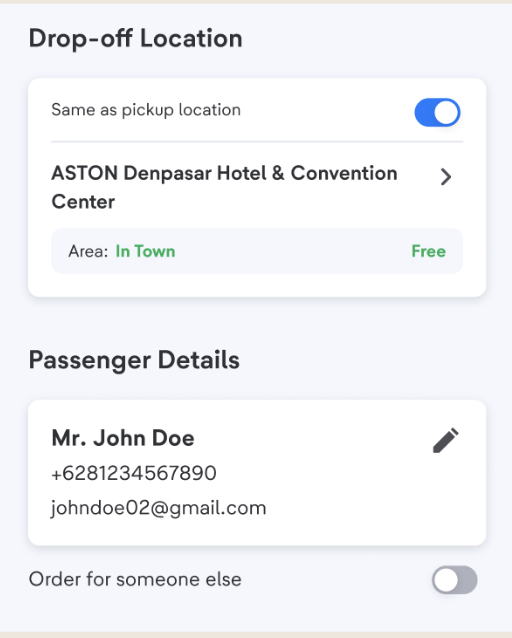 Drop-off Location
Same as pickup location
ASTON Denpasar Hotel & Convention
Center
Area: In Town Free
Passenger Details
Mr. John Doe
+6281234567890
johndoe02@gmail.com
Order for someone else